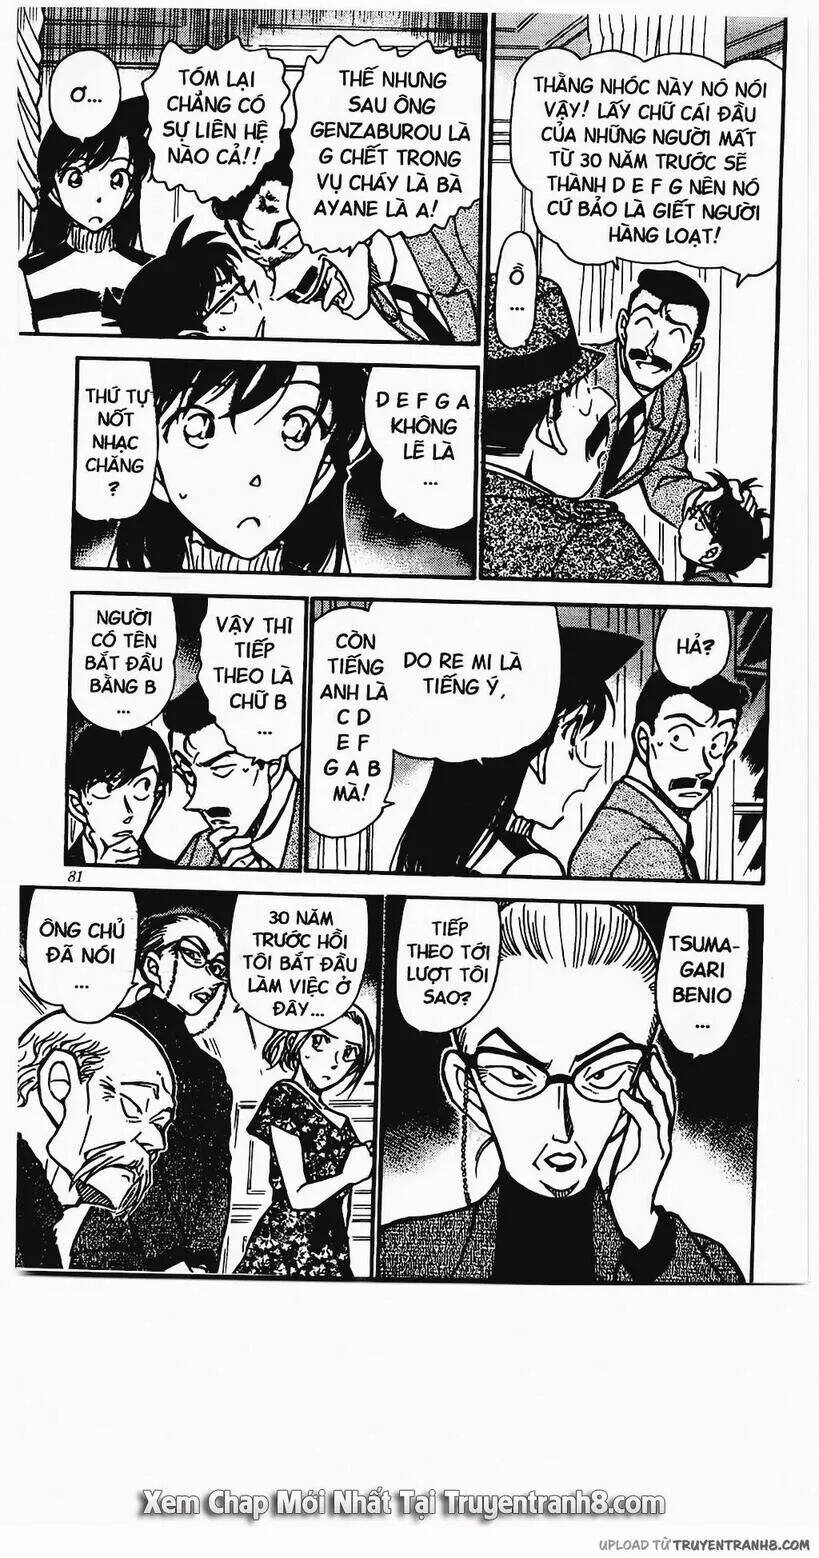 THẰNG NHÓC NÀY NÓ NÓI
VẬY! LẤY CHỮ CÁI ĐẦU
CỦA NHỮNG NGƯỜI MẤT
TỪ 30 NĂM TRƯỚC SẼ
THÀNH D E F G NÊN NÓ
CỨ BẢO LÀ GIẾT NGƯỜI
HÀNG LOẠT!
Ồ
...
THẾ NHƯNG
SAU ÔNG
GENZABUROU LÀ
G CHẾT TRONG
VỤ CHÁY LÀ BÀ
AYANE LÀ A!
TÓM LẠI
CHẲNG CÓ
SỰ LIÊN HỆ
NÀO CẢ!!
Ơ...
D E F G A
KHÔNG
LẼ LÀ
...
THỨ TỰ
NỐT
NHẠC
CHĂNG
?
HẢ?
DO RE MI LÀ
TIẾNG Ý,
CÒN
TIẾNG
ANH LÀ
C D
E F
G A B
MÀ!
VẬY THÌ
TIẾP
THEO LÀ
CHỮ B
...
NGƯỜI
CÓ TÊN
BẮT ĐẦU
BẰNG B
...
81
TSUMA-
GARI
BENIO
...
TIẾP
THEO TỚI
LƯỢT TÔI
SAO?
30 NĂM
TRƯỚC HỒI
TÔI BẮT ĐẦU
LÀM VIỆC Ở
ĐÂY...
ÔNG CHỦ
ĐÃ NÓI
...
Xem Chap Mới Nhất Tại Truyentranh8.com
UPLOAD TỪ TRUYENTRANH8.COM